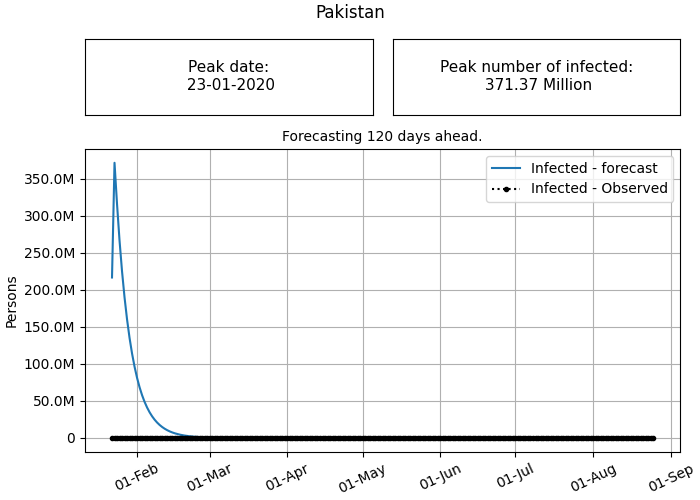 Pakistan
Peak date:
23-01-2020
Peak number of infected:
371.37 Million
Forecasting 120 days ahead.
Infected - forecast
Infected - Observed
350.0M
300.0M
250.0M
200.0M
150.0M
100.0M
50.0M
0
Persons
01-Feb
01-Mar
01-Apr
01-May
01-Jun
01-Jul
01-Aug
01-Sep